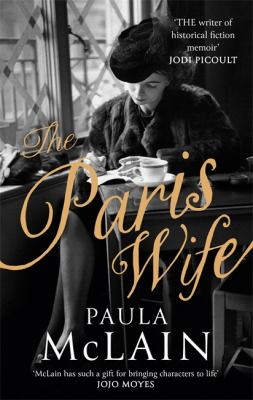 'THE writer of
historical fiction
memoir'
JODI PICOULT
The
Paris
Wife
PAULA
McLAIN
'McLain has such a gift for bringing characters to life'
JOJO MOYES